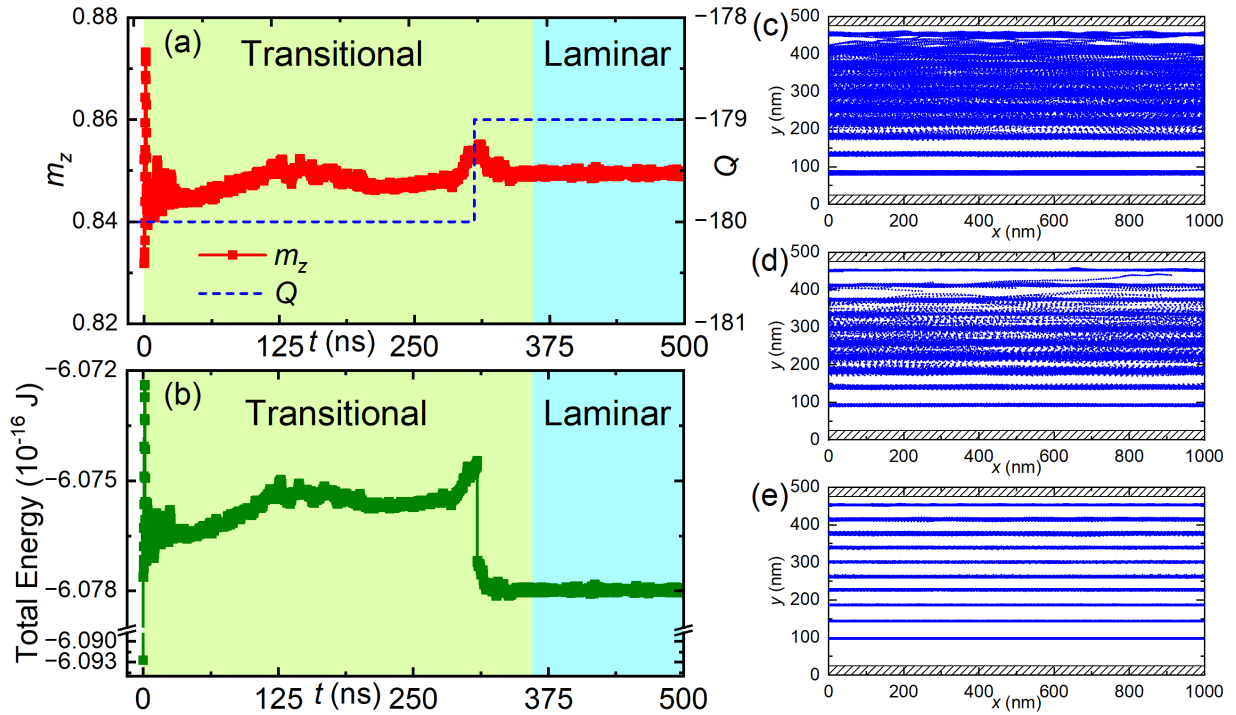 (a)
Transitional
Laminar
0.88
0.86
0.84
0.82
m_z
−178
−179
−180
−181
Q
m_z
Q
0
125
250
375
500
t (ns)
(b)
Transitional
Laminar
−6.072
−6.075
−6.078
−6.090
−6.093
Total Energy (10⁻¹⁶ J)
0
125
250
375
500
t (ns)
(c)
500
400
300
200
100
0
y (nm)
0
200
400
600
800
1000
x (nm)
(d)
500
400
300
200
100
0
y (nm)
0
200
400
600
800
1000
x (nm)
(e)
500
400
300
200
100
0
y (nm)
0
200
400
600
800
1000
x (nm)